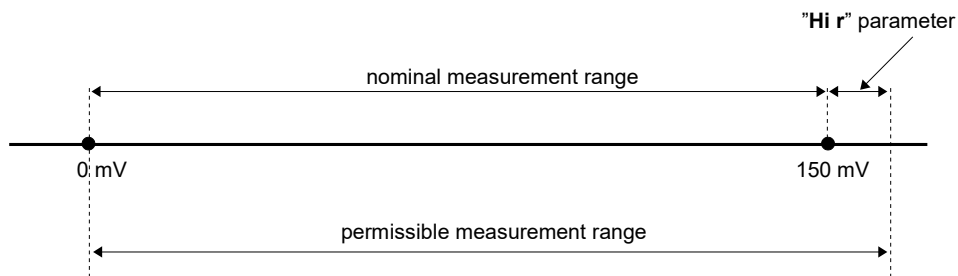 ”Hi r” parameter
nominal measurement range
0 mV
150 mV
permissible measurement range